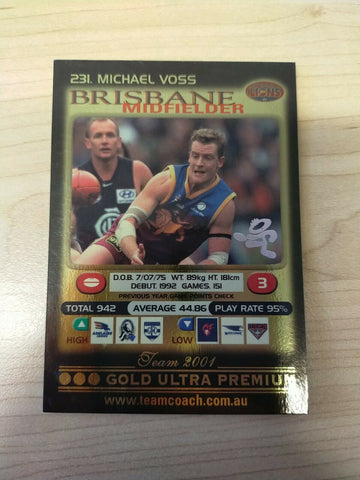 231. MICHAEL VOSS
LIONS
BRISBANE
MIDFIELDER
D.O.B. 7/07/75 WT. 89kg HT. 181cm
DEBUT. 1992 GAMES. 151
3
PREVIOUS YEAR GAME POINTS CHECK
TOTAL 942 AVERAGE 44.86 PLAY RATE 95%
HIGH LOW
Team 2001
GOLD ULTRA PREMIUM
www.teamcoach.com.au